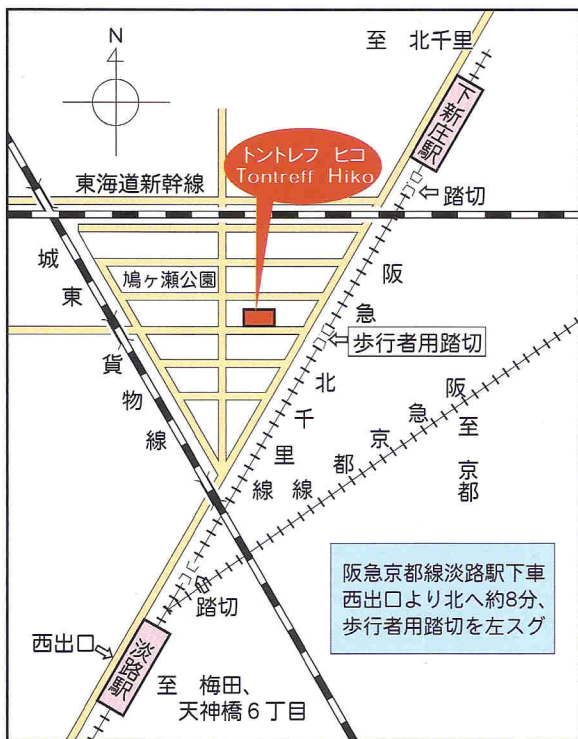 N
至 北千里
下新庄駅
トントレフ ヒコ
Tontreff Hiko
踏切
東海道新幹線
鳩ヶ瀬公園
城東貨物線
阪急北千里線
歩行者用踏切
阪急京都線
至 京都
阪急京都線淡路駅下車
西出口より北へ約8分、
歩行者用踏切を左スグ
踏切
西出口
淡路駅
至 梅田、
天神橋6丁目